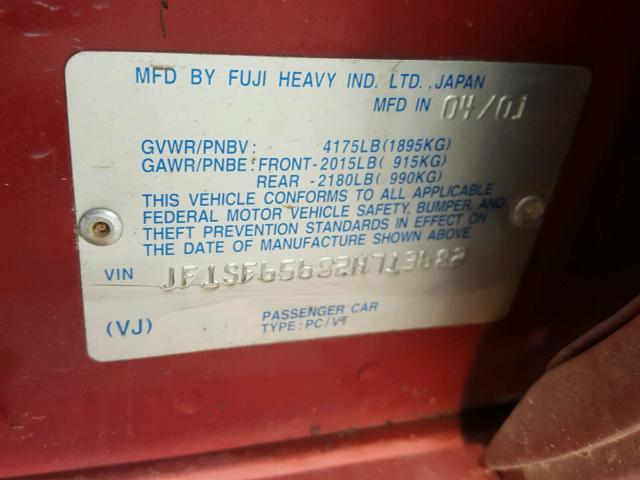 MFD BY FUJI HEAVY IND. LTD., JAPAN
MFD IN 04/01
GVWR/PNBV: 4175LB(1895KG)
GAWR/PNBE: FRONT-2015LB( 915KG)
REAR -2180LB( 990KG)
THIS VEHICLE CONFORMS TO ALL APPLICABLE
FEDERAL MOTOR VEHICLE SAFETY, BUMPER, AND
THEFT PREVENTION STANDARDS IN EFFECT ON
THE DATE OF MANUFACTURE SHOWN ABOVE.
VIN JF1SF65682H713682
PASSENGER CAR
(VJ) TYPE:PC/VT